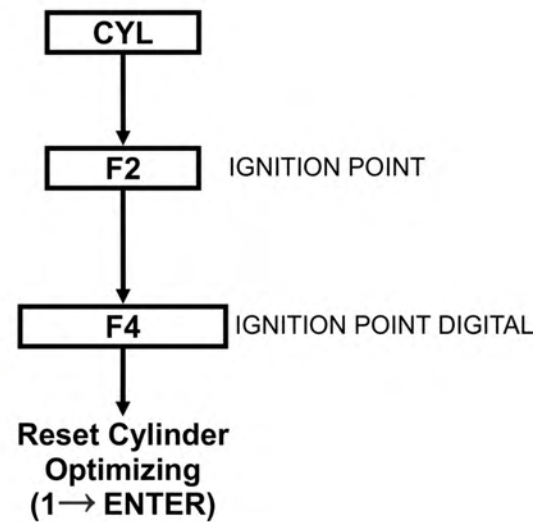 CYL
F2 IGNITION POINT
F4 IGNITION POINT DIGITAL
Reset Cylinder
Optimizing
(1→ ENTER)